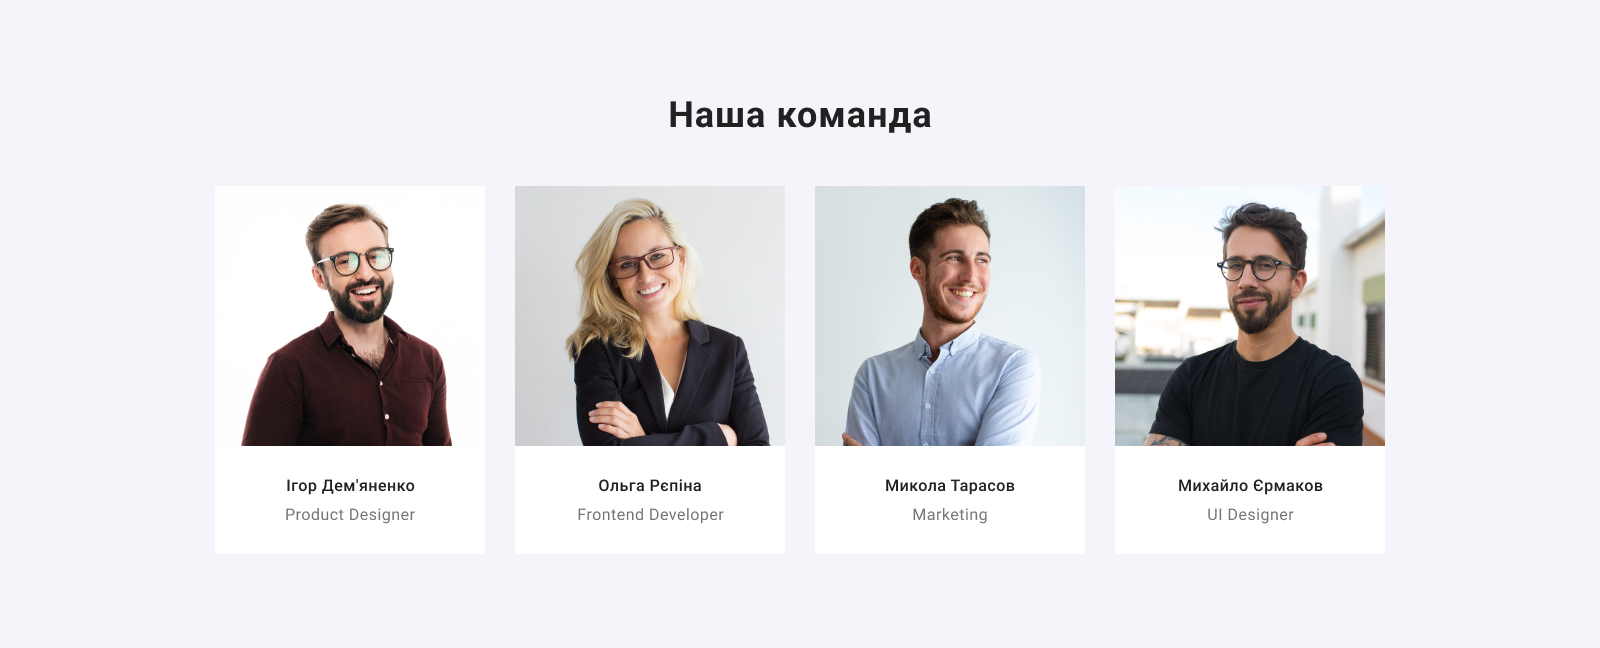 Наша команда
Ігор Дем'яненко
Product Designer
Ольга Рєпіна
Frontend Developer
Микола Тарасов
Marketing
Михайло Єрмаков
UI Designer